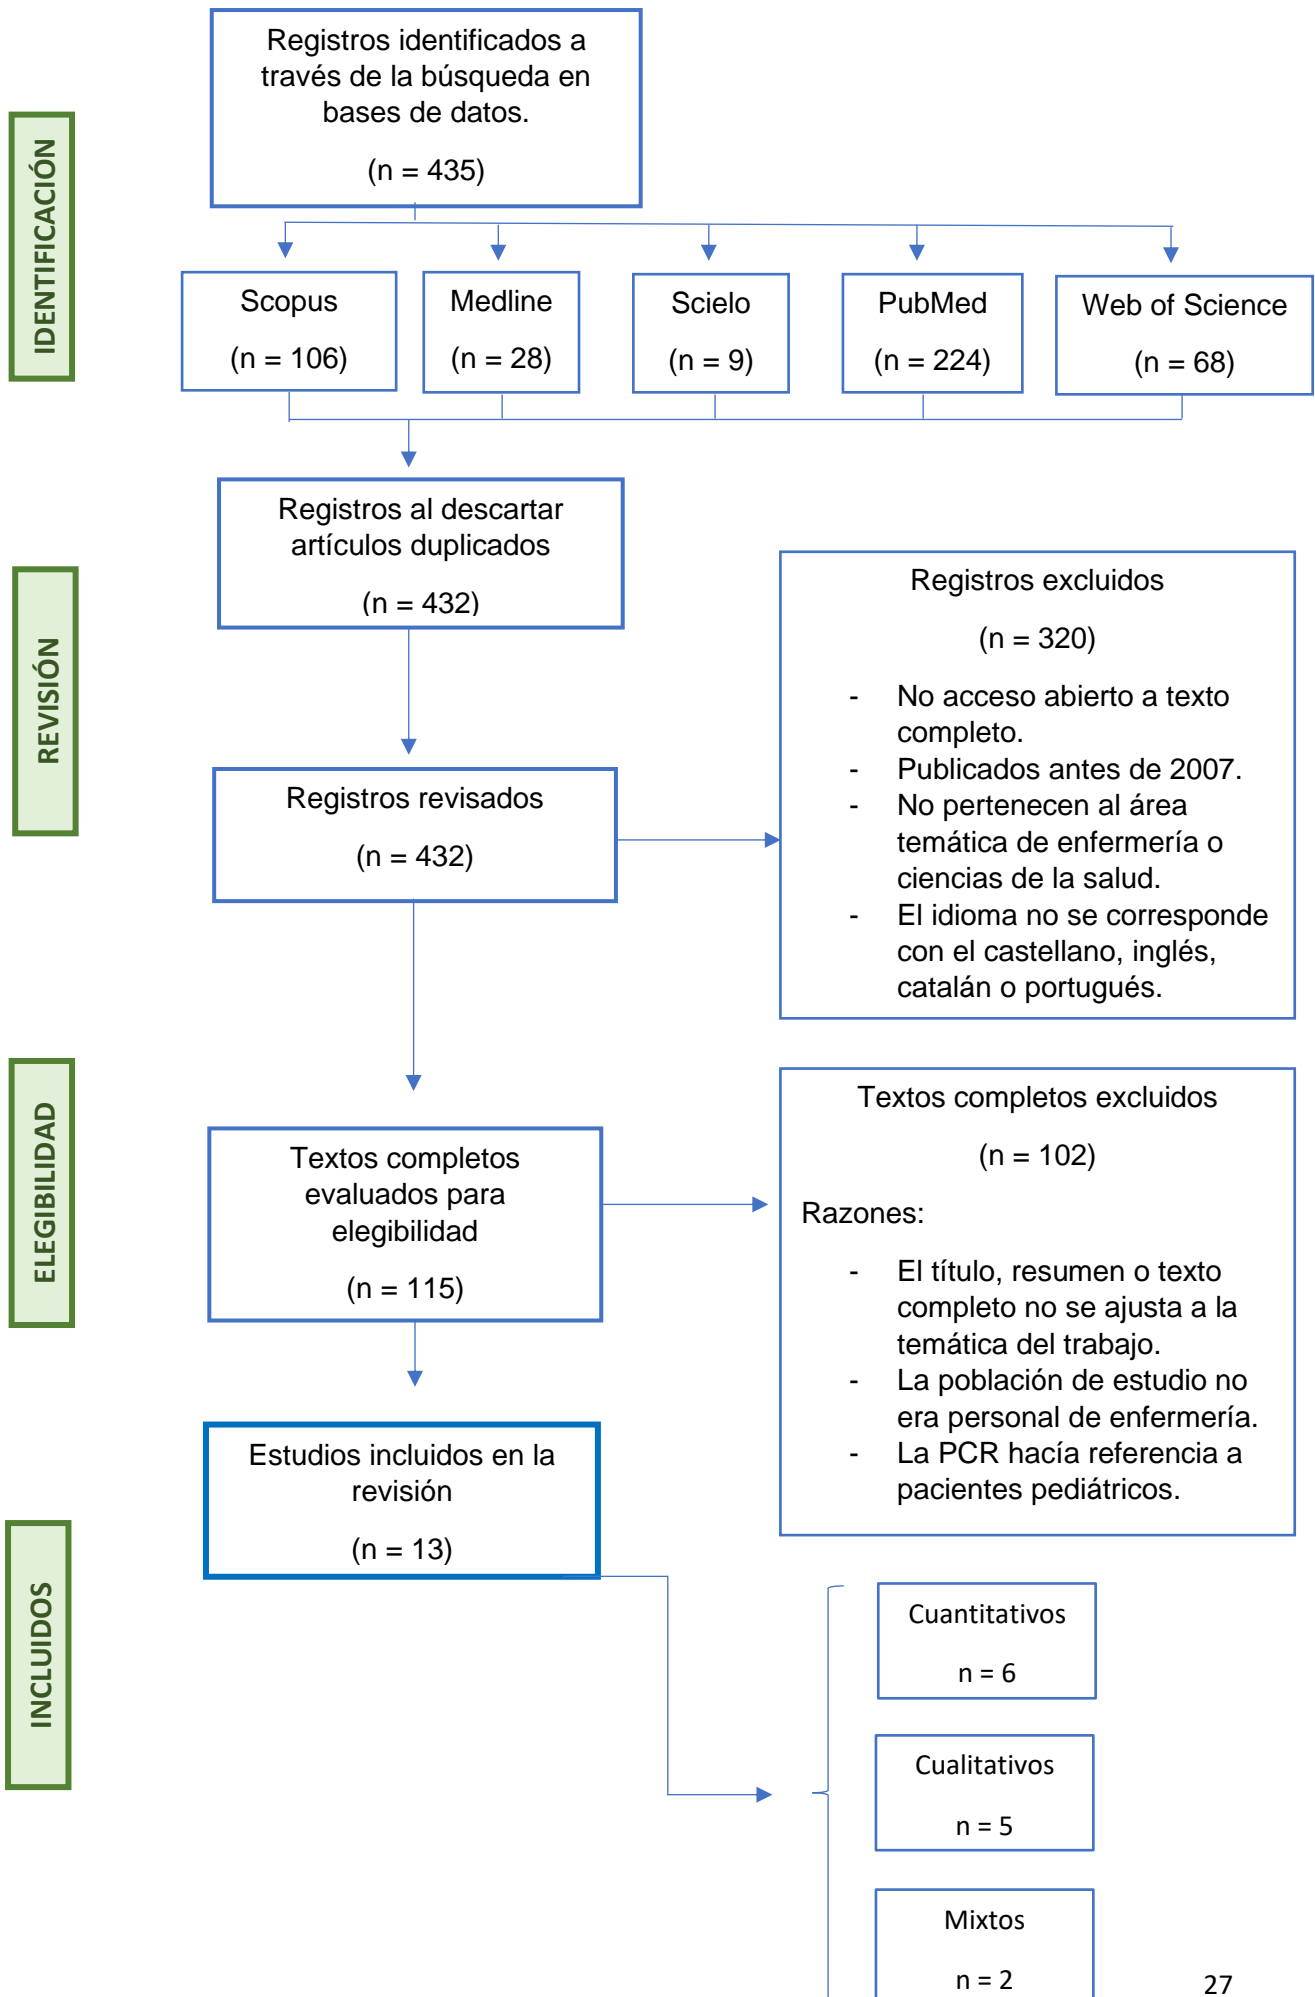 Registros identificados a
través de la búsqueda en
bases de datos.
(n = 435)
IDENTIFICACIÓN
Scopus
(n = 106)
Medline
(n = 28)
Scielo
(n = 9)
PubMed
(n = 224)
Web of Science
(n = 68)
Registros al descartar
artículos duplicados
(n = 432)
REVISIÓN
Registros revisados
(n = 432)
Registros excluidos
(n = 320)
- No acceso abierto a texto
completo.
- Publicados antes de 2007.
- No pertenecen al área
temática de enfermería o
ciencias de la salud.
- El idioma no se corresponde
con el castellano, inglés,
catalán o portugués.
ELEGIBILIDAD
Textos completos
evaluados para
elegibilidad
(n = 115)
Textos completos excluidos
(n = 102)
Razones:
- El título, resumen o texto
completo no se ajusta a la
temática del trabajo.
- La población de estudio no
era personal de enfermería.
- La PCR hacía referencia a
pacientes pediátricos.
INCLUIDOS
Estudios incluidos en la
revisión
(n = 13)
Cuantitativos
n = 6
Cualitativos
n = 5
Mixtos
n = 2
27